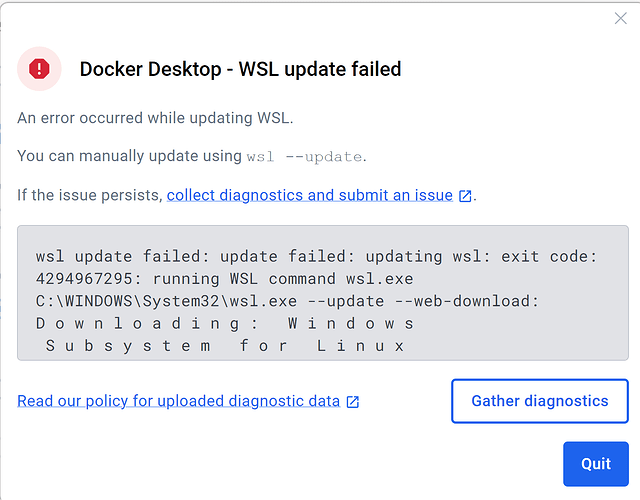 Docker Desktop - WSL update failed
An error occurred while updating WSL.
You can manually update using wsl --update.
If the issue persists, collect diagnostics and submit an issue.
wsl update failed: update failed: updating wsl: exit code:
4294967295: running WSL command wsl.exe
C:\WINDOWS\System32\wsl.exe --update --web-download:
D o w n l o a d i n g :   W i n d o w s
S u b s y s t e m   f o r   L i n u x
Read our policy for uploaded diagnostic data
Gather diagnostics
Quit